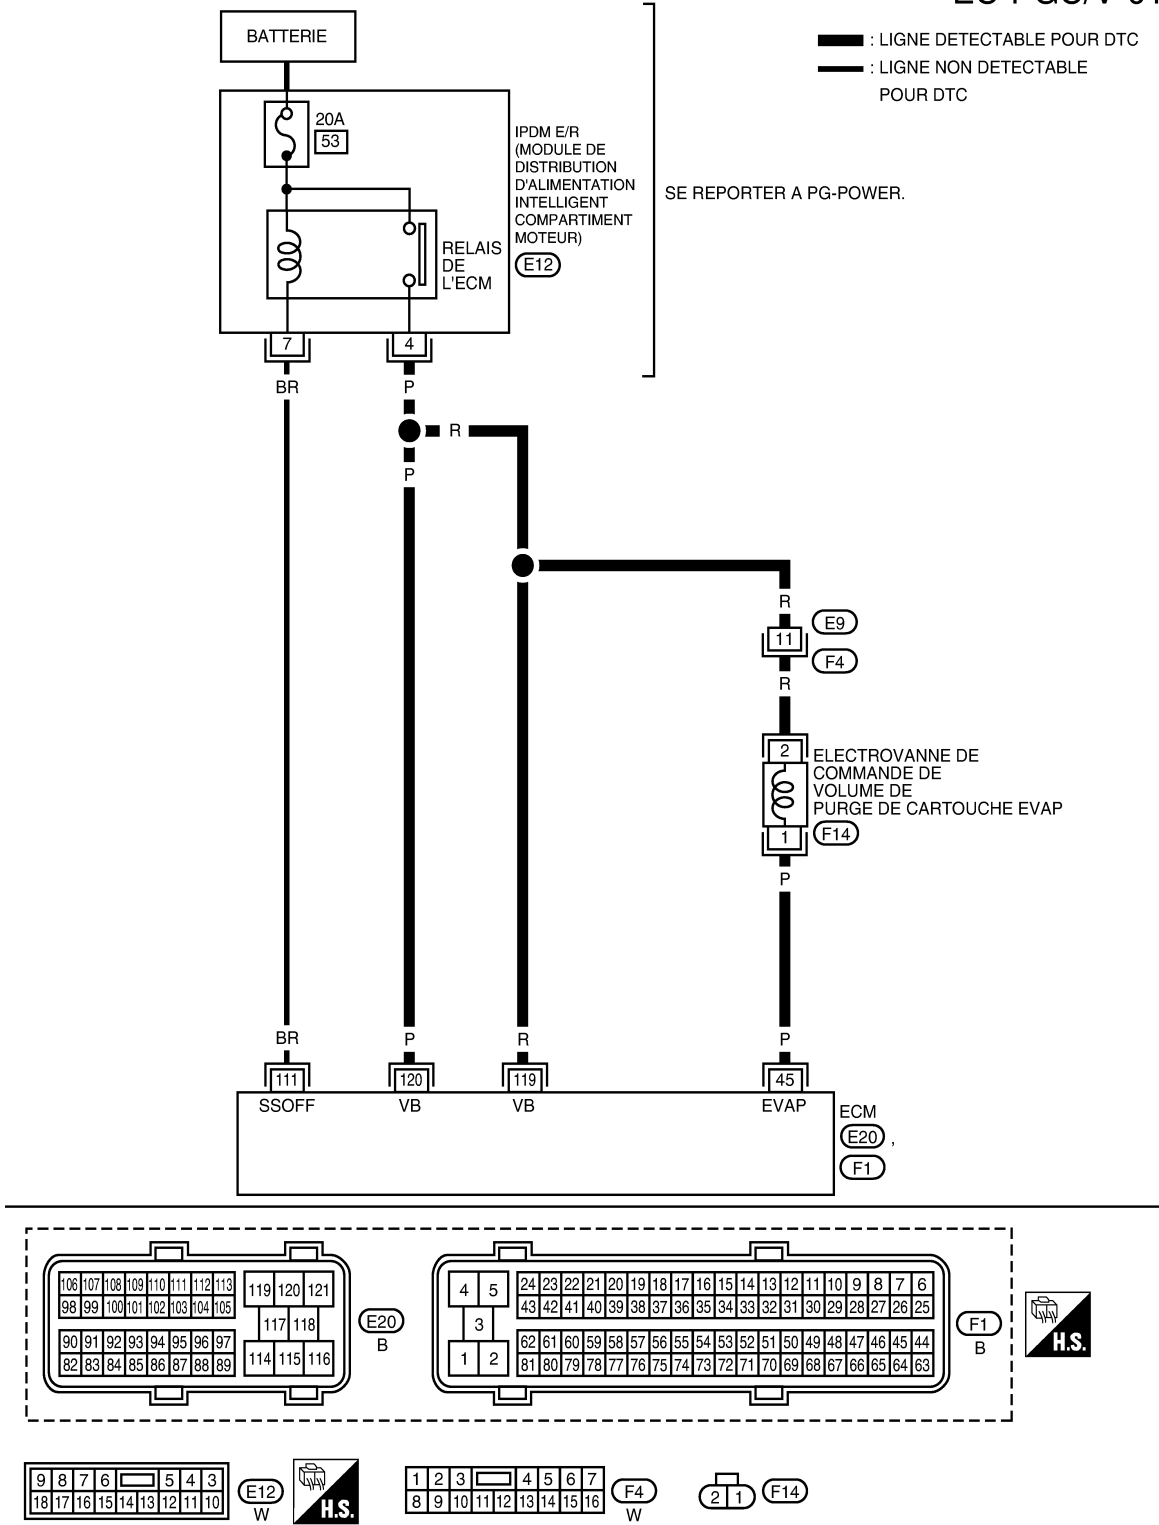 BATTERIE
: LIGNE DETECTABLE POUR DTC
: LIGNE NON DETECTABLE
POUR DTC
20A
53
IPDM E/R
(MODULE DE
DISTRIBUTION
D'ALIMENTATION
INTELLIGENT
COMPARTIMENT
MOTEUR)
E12
SE REPORTER A PG-POWER.
RELAIS
DE
L'ECM
7 4
BR P
R
P
R
E9
11
F4
R
2
ELECTROVANNE DE
COMMANDE DE
VOLUME DE
PURGE DE CARTOUCHE EVAP
1
F14
P
BR P R P
111 120 119 45
SSOFF VB VB EVAP
ECM
E20 ,
F1
106 107 108 109 110 111 112 113
98 99 100 101 102 103 104 105
90 91 92 93 94 95 96 97
82 83 84 85 86 87 88 89
119 120 121
117 118
114 115 116
E20
B
4 5
3
1 2
24 23 22 21 20 19 18 17 16 15 14 13 12 11 10 9 8 7 6
43 42 41 40 39 38 37 36 35 34 33 32 31 30 29 28 27 26 25
62 61 60 59 58 57 56 55 54 53 52 51 50 49 48 47 46 45 44
81 80 79 78 77 76 75 74 73 72 71 70 69 68 67 66 65 64 63
F1
B
H.S.
9 8 7 6 5 4 3
18 17 16 15 14 13 12 11 10
E12
W
H.S.
1 2 3 4 5 6 7
8 9 10 11 12 13 14 15 16
F4
W
2 1
F14